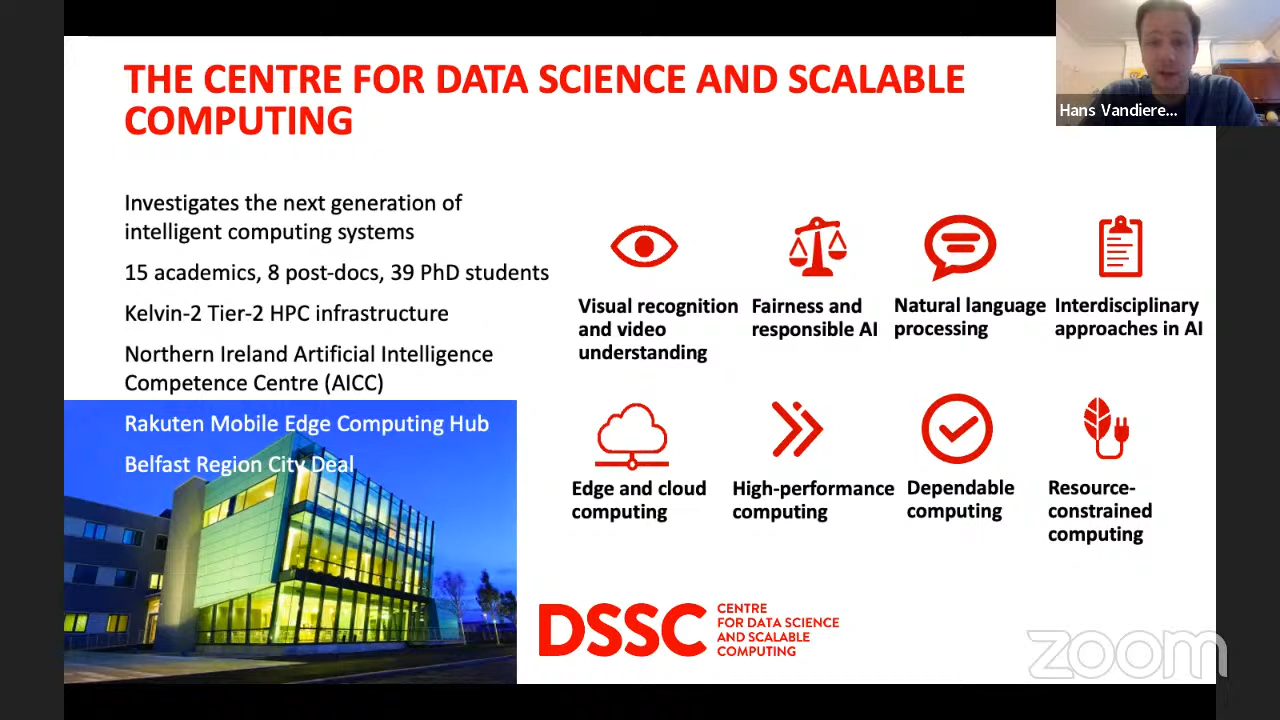 THE CENTRE FOR DATA SCIENCE AND SCALABLE
COMPUTING
Hans Vandiere...
Investigates the next generation of
intelligent computing systems
15 academics, 8 post-docs, 39 PhD students
Kelvin-2 Tier-2 HPC infrastructure
Northern Ireland Artificial Intelligence
Competence Centre (AICC)
Rakuten Mobile Edge Computing Hub
Belfast Region City Deal
Visual recognition
and video
understanding
Fairness and
responsible AI
Natural language
processing
Interdisciplinary
approaches in AI
Edge and cloud
computing
High-performance
computing
Dependable
computing
Resource-
constrained
computing
DSSC
CENTRE
FOR DATA SCIENCE
AND SCALABLE
COMPUTING
zoom